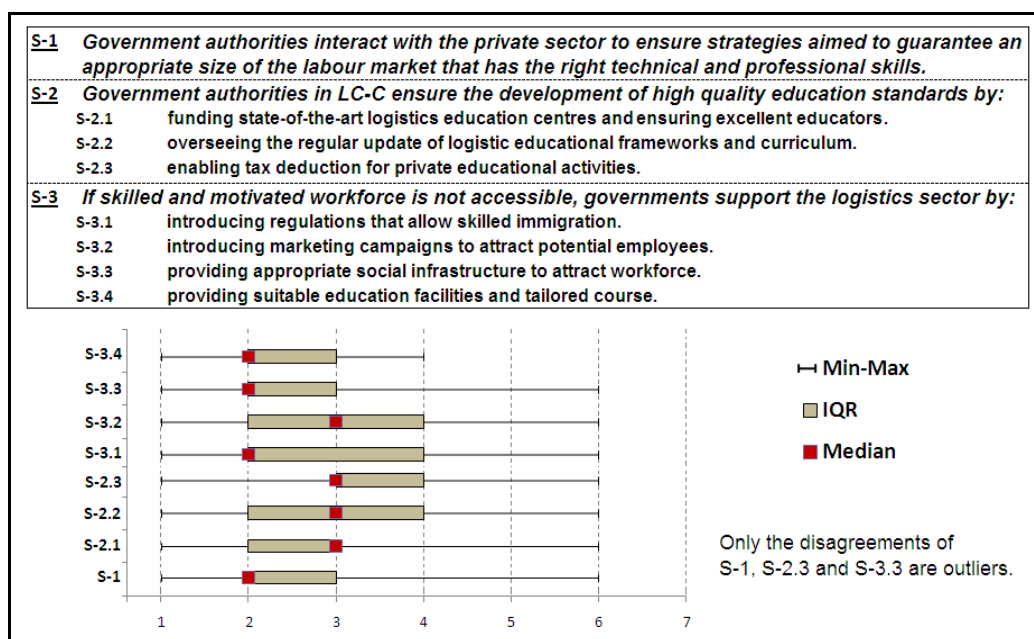 S-1 Government authorities interact with the private sector to ensure strategies aimed to guarantee an
appropriate size of the labour market that has the right technical and professional skills.
S-2 Government authorities in LC-C ensure the development of high quality education standards by:
S-2.1 funding state-of-the-art logistics education centres and ensuring excellent educators.
S-2.2 overseeing the regular update of logistic educational frameworks and curriculum.
S-2.3 enabling tax deduction for private educational activities.
S-3 If skilled and motivated workforce is not accessible, governments support the logistics sector by:
S-3.1 introducing regulations that allow skilled immigration.
S-3.2 introducing marketing campaigns to attract potential employees.
S-3.3 providing appropriate social infrastructure to attract workforce.
S-3.4 providing suitable education facilities and tailored course.
S-3.4
S-3.3
S-3.2
S-3.1
S-2.3
S-2.2
S-2.1
S-1
1 2 3 4 5 6 7
Min-Max
IQR
Median
Only the disagreements of
S-1, S-2.3 and S-3.3 are outliers.